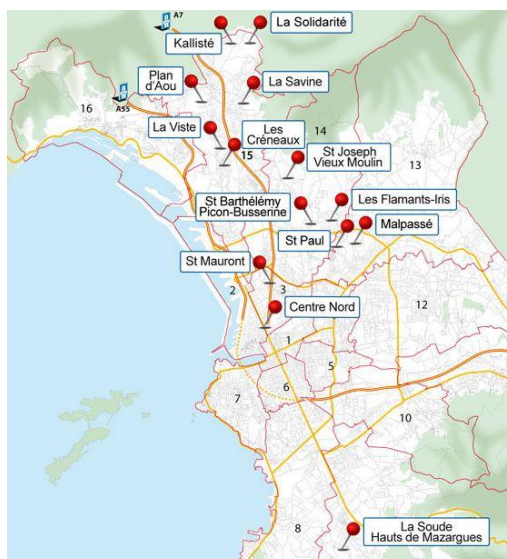 A7
La Solidarité
Kallisté
Plan
d'Aou
La Savine
A55
16
La Viste
Les
Créneaux
15
14
St Joseph
Vieux Moulin
13
St Barthélémy
Picon-Busserine
Les Flamants-Iris
St Paul
Malpassé
St Mauront
2
3
12
Centre Nord
1
5
6
7
10
8
La Soude
Hauts de Mazargues